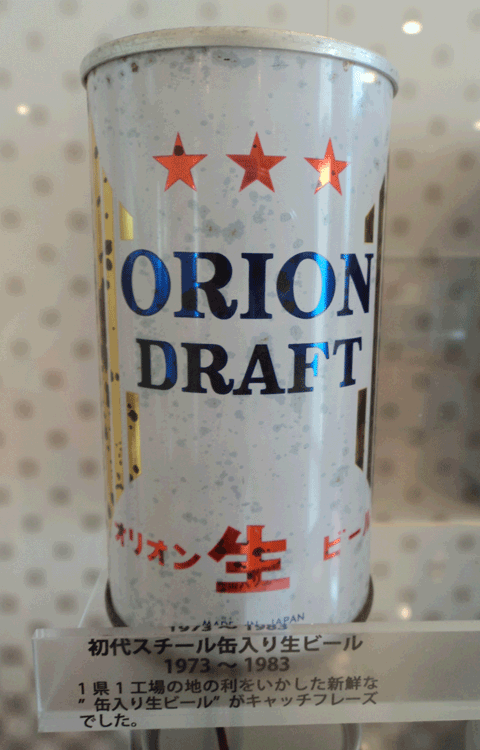 ORION
DRAFT
オリオン 生 ビール
MADE IN JAPAN
初代スチール缶入り生ビール
1973 ～ 1983
1県1工場の地の利をいかした新鮮な
”缶入り生ビール”がキャッチフレーズ
でした。